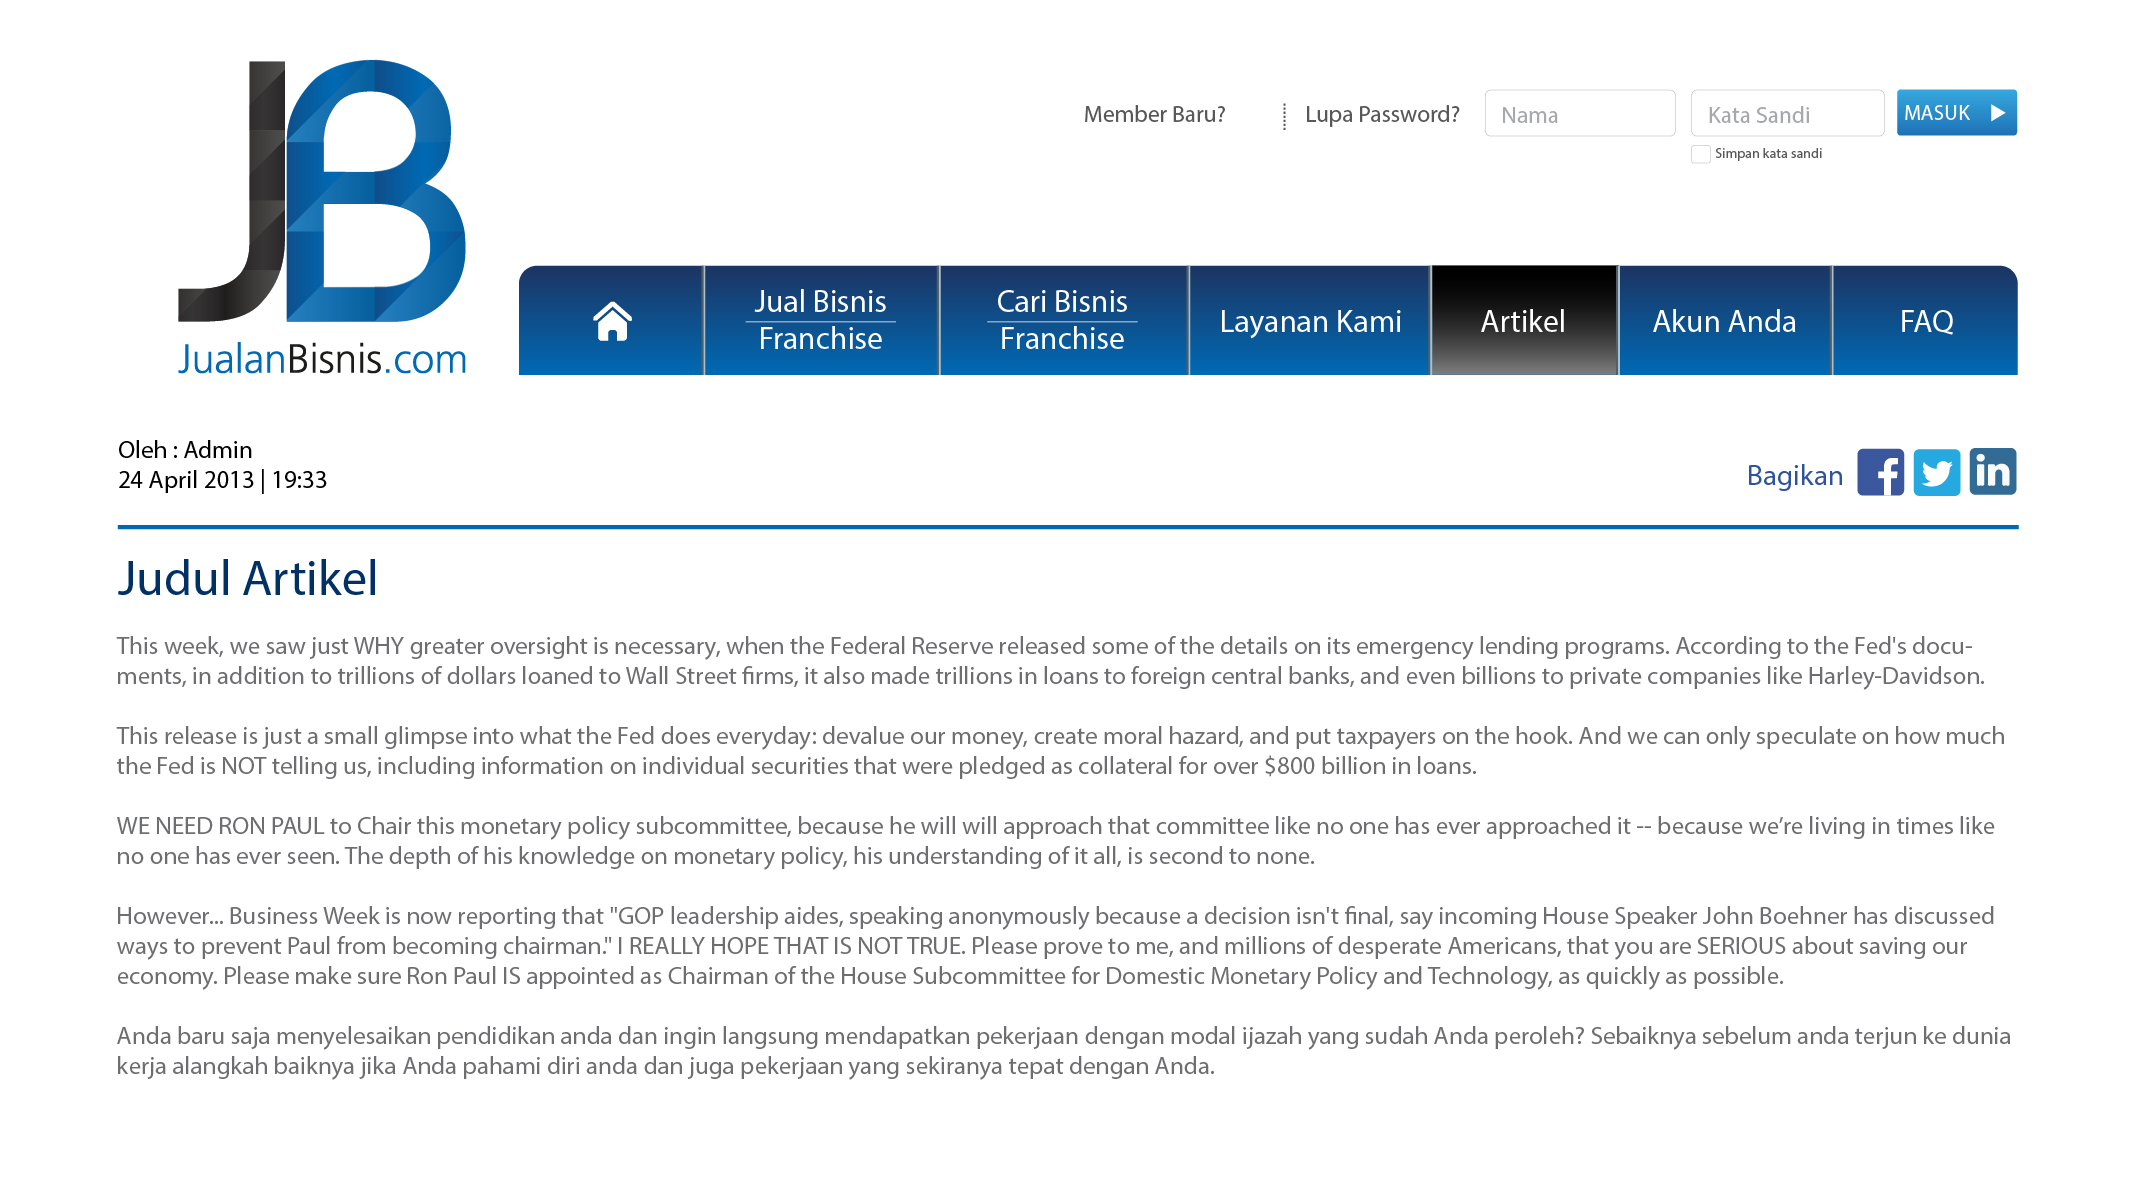 JB
JualanBisnis.com
Member Baru?
Lupa Password?
Nama
Kata Sandi
MASUK
Simpan kata sandi
Jual Bisnis
Franchise
Cari Bisnis
Franchise
Layanan Kami
Artikel
Akun Anda
FAQ
Oleh : Admin
24 April 2013 | 19:33
Bagikan
f
in
Judul Artikel
This week, we saw just WHY greater oversight is necessary, when the Federal Reserve released some of the details on its emergency lending programs. According to the Fed's docu-
ments, in addition to trillions of dollars loaned to Wall Street firms, it also made trillions in loans to foreign central banks, and even billions to private companies like Harley-Davidson.
This release is just a small glimpse into what the Fed does everyday: devalue our money, create moral hazard, and put taxpayers on the hook. And we can only speculate on how much
the Fed is NOT telling us, including information on individual securities that were pledged as collateral for over $800 billion in loans.
WE NEED RON PAUL to Chair this monetary policy subcommittee, because he will will approach that committee like no one has ever approached it -- because we’re living in times like
no one has ever seen. The depth of his knowledge on monetary policy, his understanding of it all, is second to none.
However... Business Week is now reporting that "GOP leadership aides, speaking anonymously because a decision isn't final, say incoming House Speaker John Boehner has discussed
ways to prevent Paul from becoming chairman." I REALLY HOPE THAT IS NOT TRUE. Please prove to me, and millions of desperate Americans, that you are SERIOUS about saving our
economy. Please make sure Ron Paul IS appointed as Chairman of the House Subcommittee for Domestic Monetary Policy and Technology, as quickly as possible.
Anda baru saja menyelesaikan pendidikan anda dan ingin langsung mendapatkan pekerjaan dengan modal ijazah yang sudah Anda peroleh? Sebaiknya sebelum anda terjun ke dunia
kerja alangkah baiknya jika Anda pahami diri anda dan juga pekerjaan yang sekiranya tepat dengan Anda.